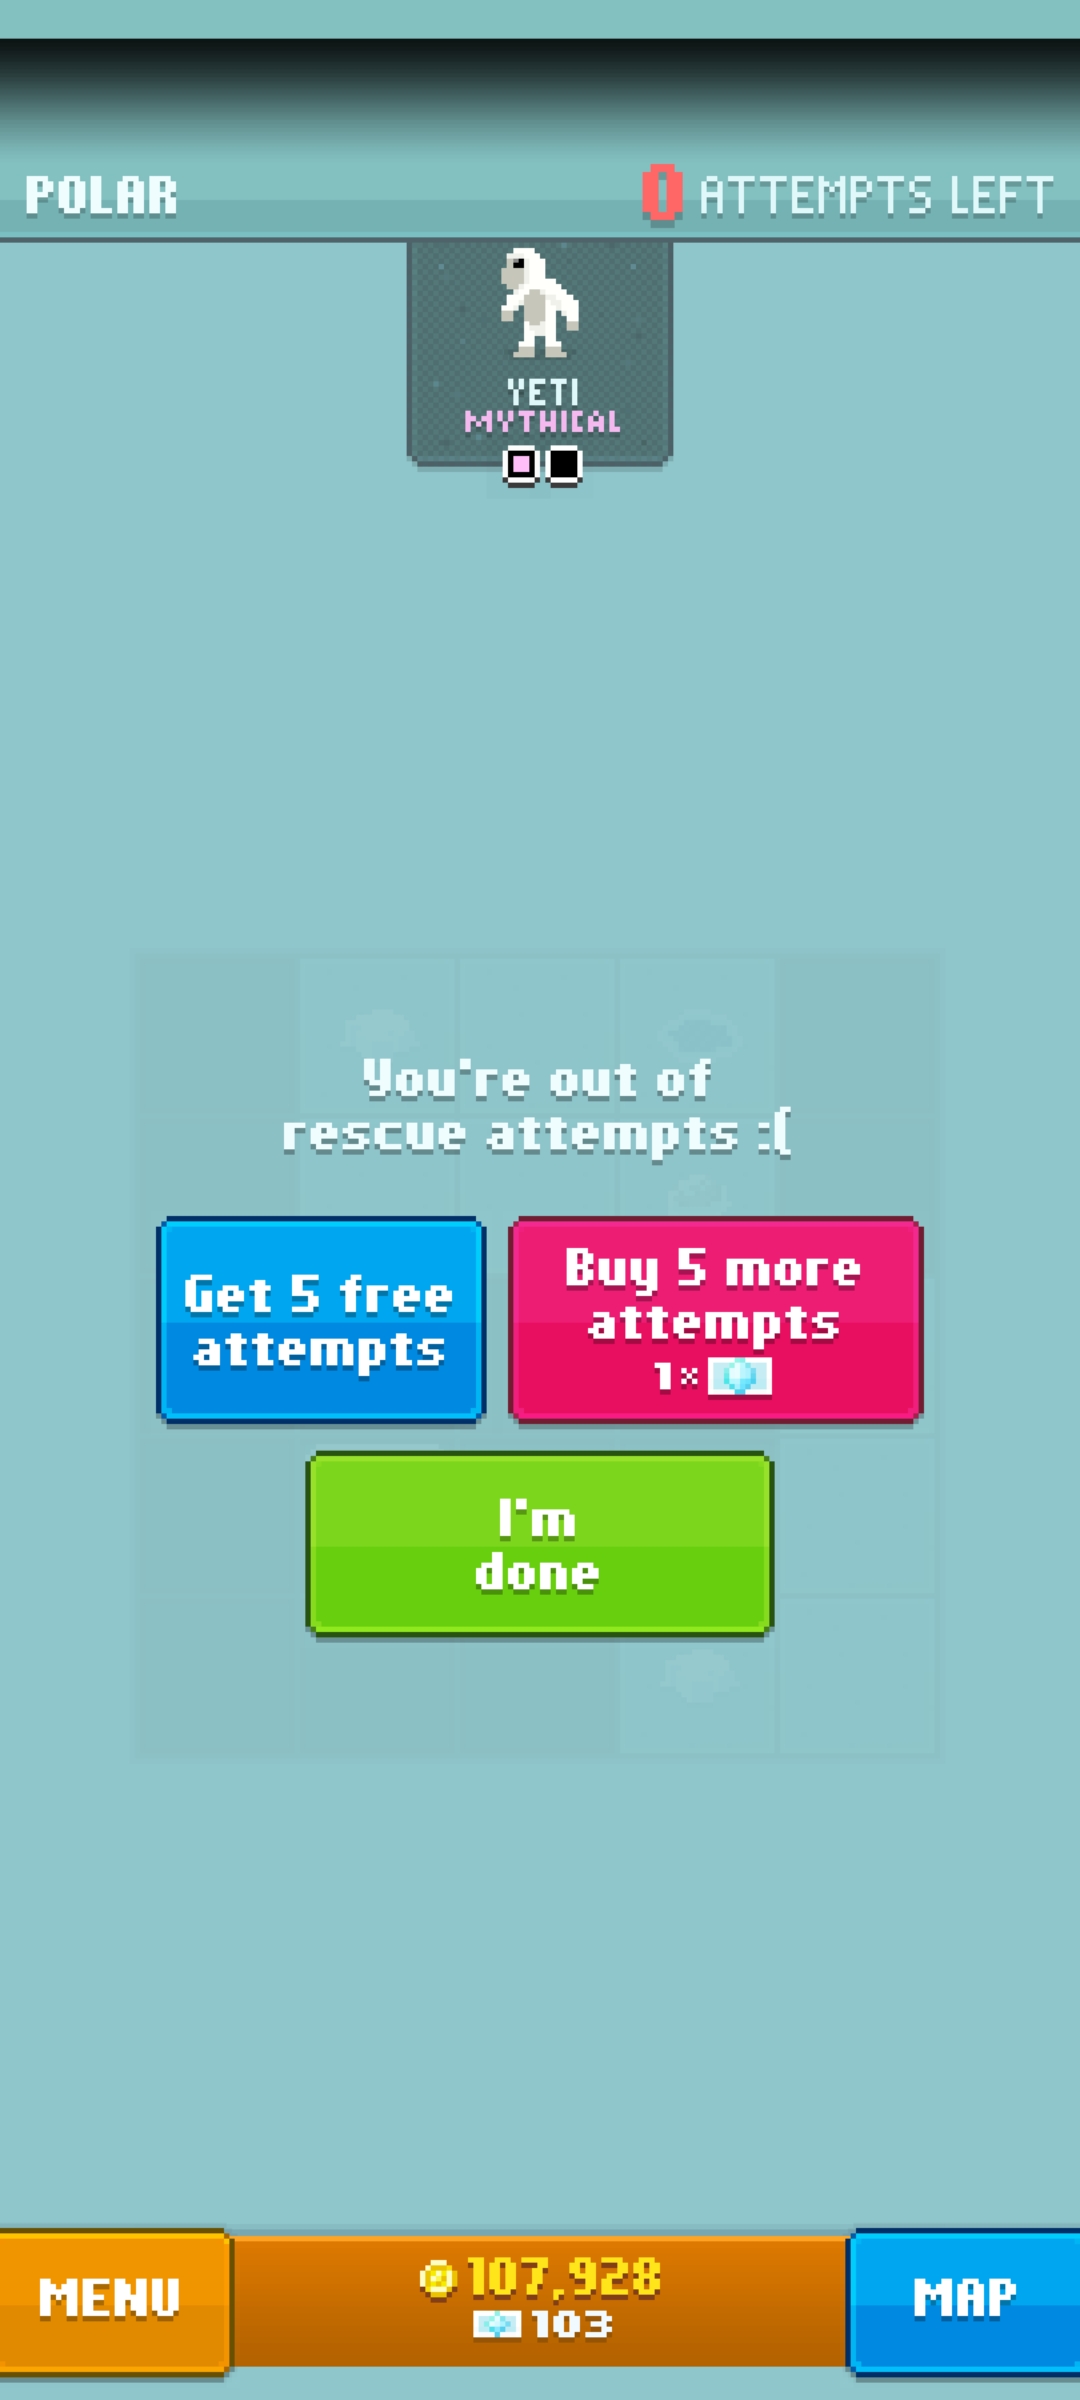 POLAR
0 ATTEMPTS LEFT
YETI
MYTHICAL
You're out of
rescue attempts :(
Get 5 free
attempts
Buy 5 more
attempts
1×
I'm
done
MENU
107,928
103
MAP